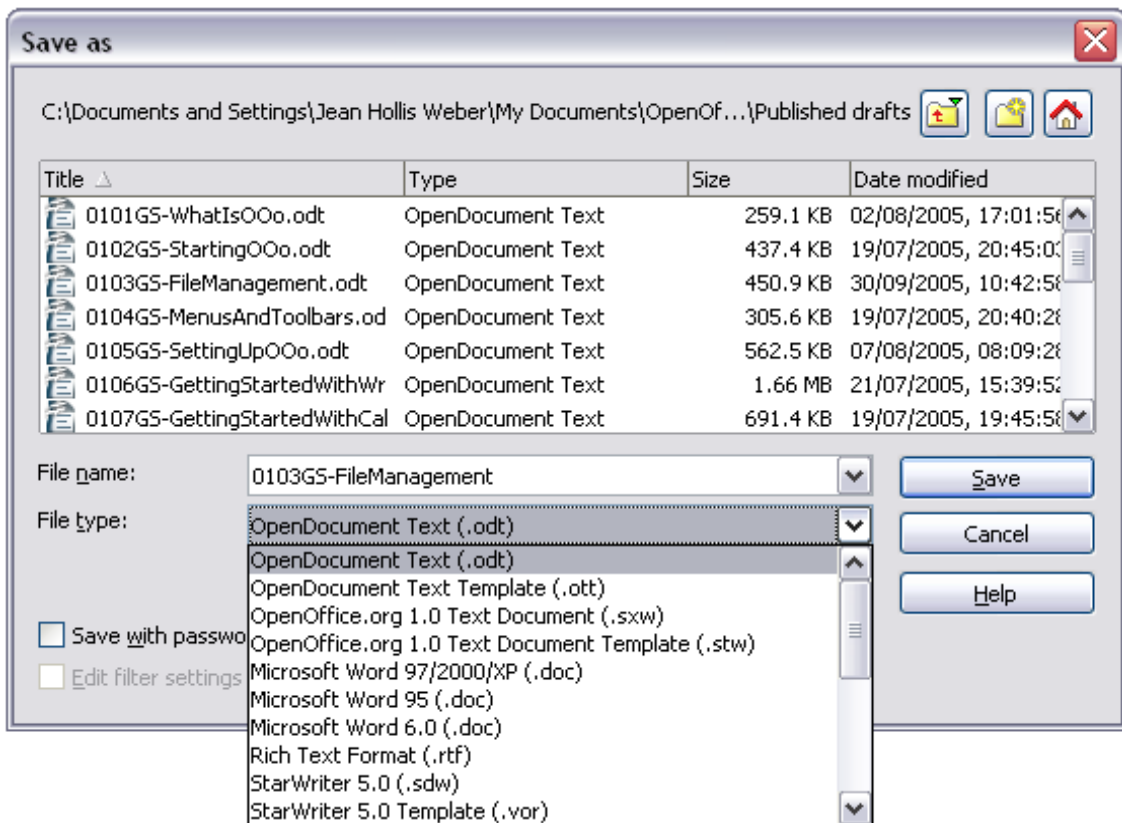 Save as
C:\Documents and Settings\Jean Hollis Weber\My Documents\OpenOf...\Published drafts
Title Type Size Date modified
0101GS-WhatIsOOo.odt OpenDocument Text 259.1 KB 02/08/2005, 17:01:56
0102GS-StartingOOo.odt OpenDocument Text 437.4 KB 19/07/2005, 20:45:03
0103GS-FileManagement.odt OpenDocument Text 450.9 KB 30/09/2005, 10:42:58
0104GS-MenusAndToolbars.od OpenDocument Text 305.6 KB 19/07/2005, 20:40:28
0105GS-SettingUpOOo.odt OpenDocument Text 562.5 KB 07/08/2005, 08:09:28
0106GS-GettingStartedWithWr OpenDocument Text 1.66 MB 21/07/2005, 15:39:52
0107GS-GettingStartedWithCal OpenDocument Text 691.4 KB 19/07/2005, 19:45:58
File name: 0103GS-FileManagement Save
File type: OpenDocument Text (.odt) Cancel
OpenDocument Text (.odt)
OpenDocument Text Template (.ott) Help
OpenOffice.org 1.0 Text Document (.sxw)
Save with passwo OpenOffice.org 1.0 Text Document Template (.stw)
Edit filter settings Microsoft Word 97/2000/XP (.doc)
Microsoft Word 95 (.doc)
Microsoft Word 6.0 (.doc)
Rich Text Format (.rtf)
StarWriter 5.0 (.sdw)
StarWriter 5.0 Template (.vor)